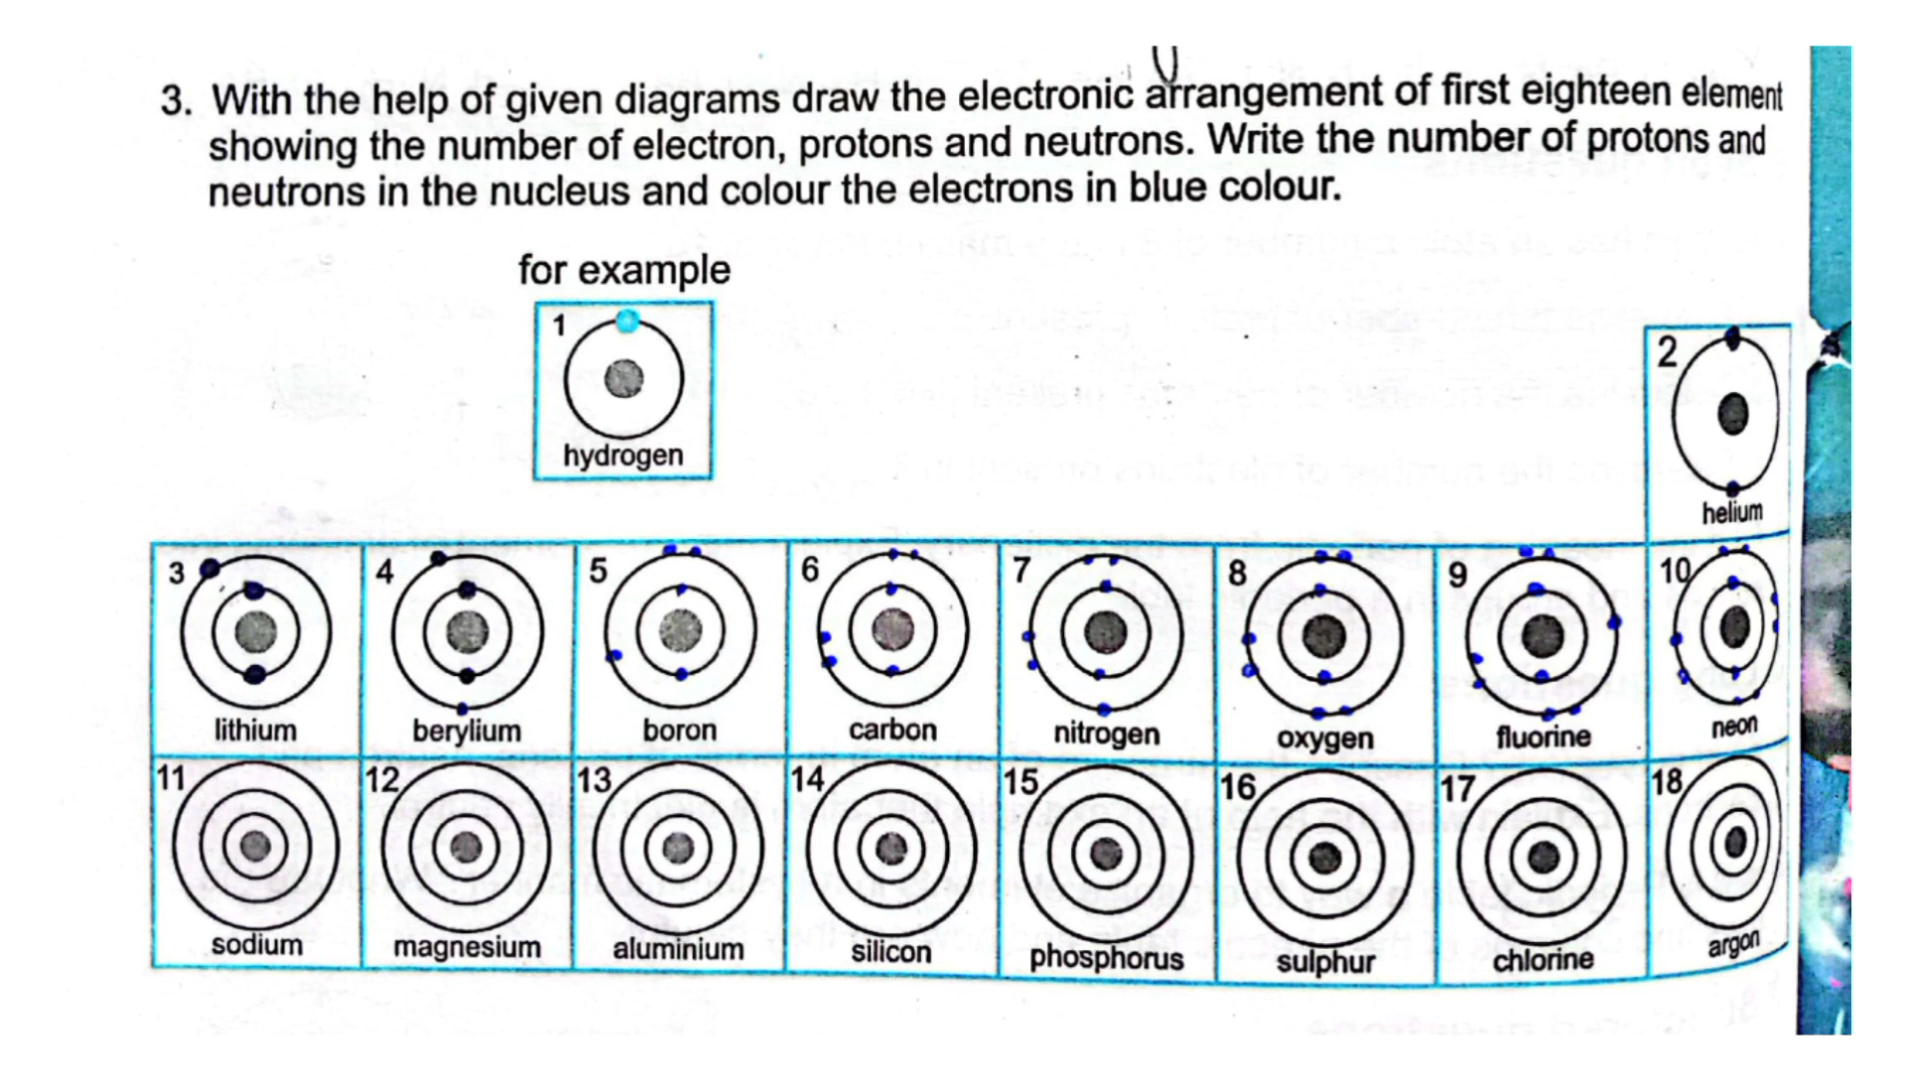 3. With the help of given diagrams draw the electronic arrangement of first eighteen element
showing the number of electron, protons and neutrons. Write the number of protons and
neutrons in the nucleus and colour the electrons in blue colour.
for example
1
hydrogen
2
helium
3
lithium
4
berylium
5
boron
6
carbon
7
nitrogen
8
oxygen
9
fluorine
10
neon
11
sodium
12
magnesium
13
aluminium
14
silicon
15
phosphorus
16
sulphur
17
chlorine
18
argon